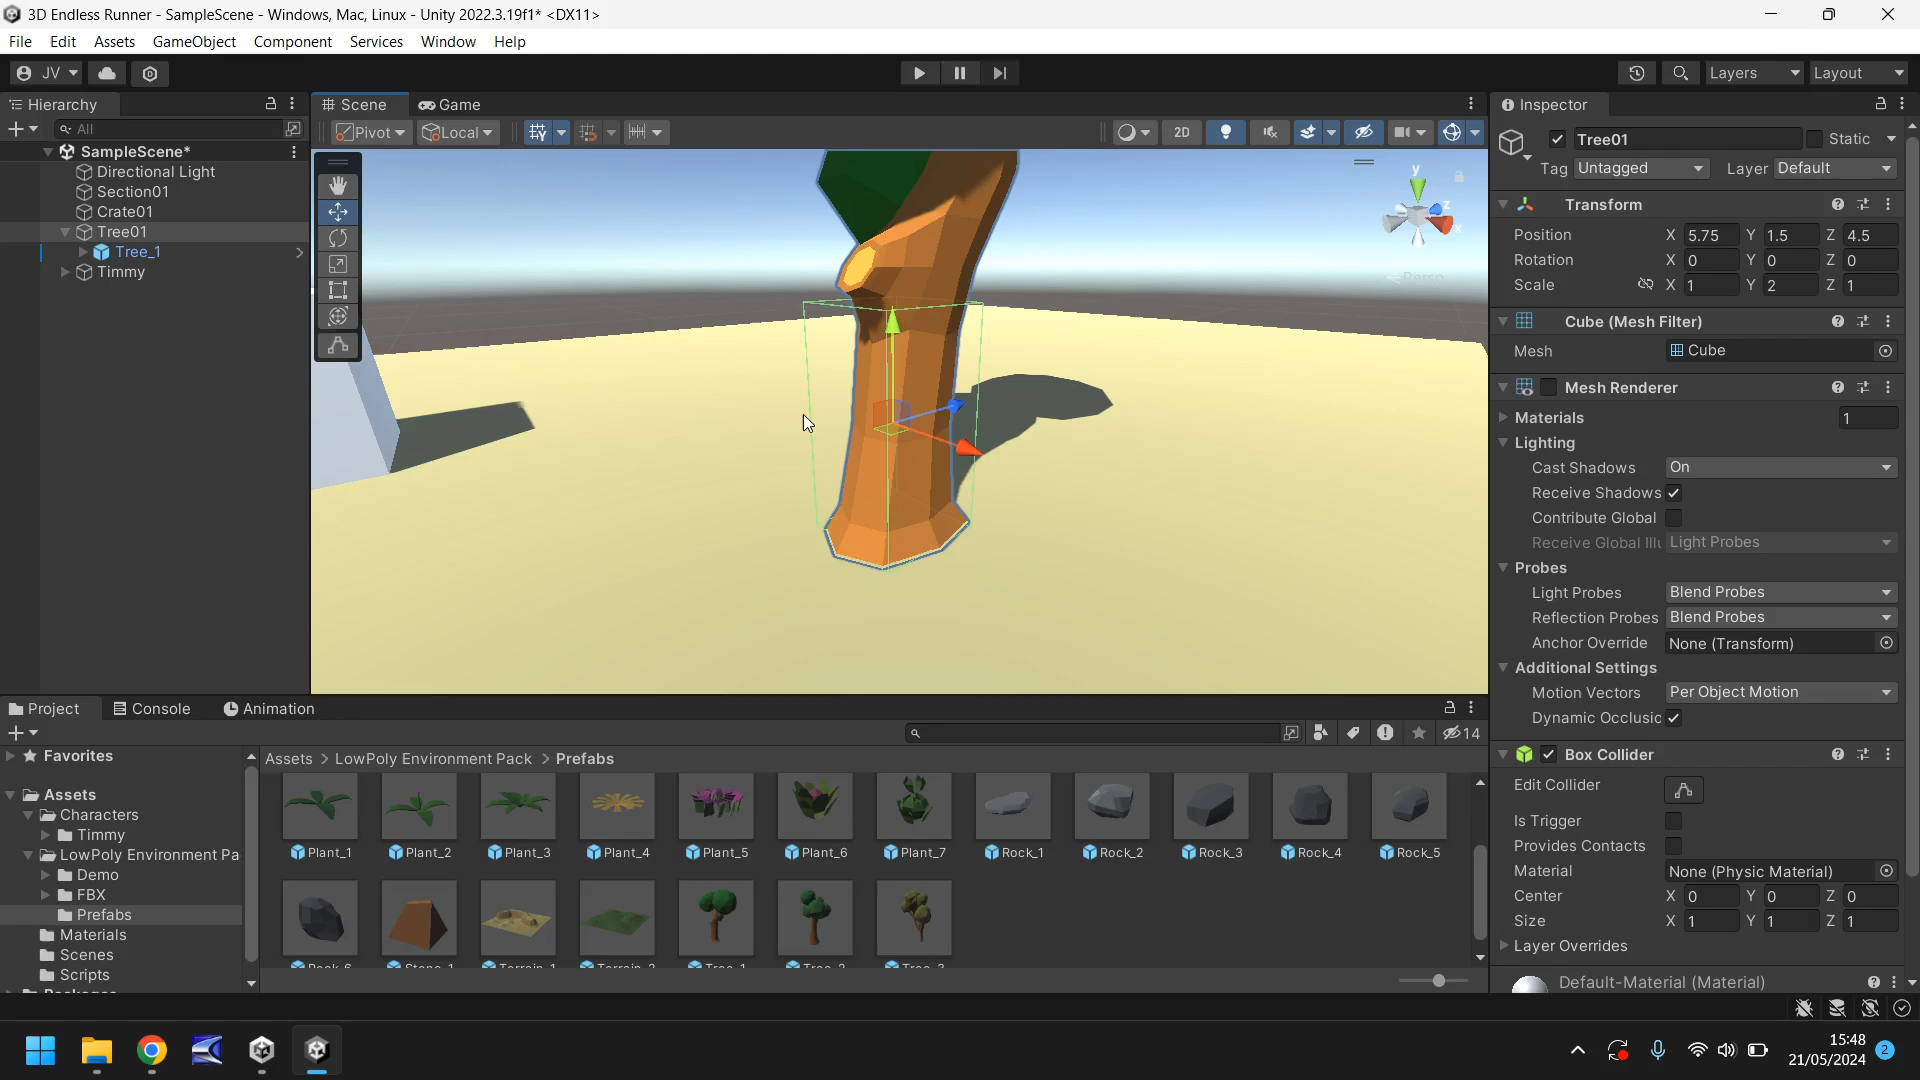 3D Endless Runner - SampleScene - Windows, Mac, Linux - Unity 2022.3.19f1* <DX11>
File Edit Assets GameObject Component Services Window Help
JV
Layers
Layout
Hierarchy
All
SampleScene*
Directional Light
Section01
Crate01
Tree01
Tree_1
Timmy
Scene
Game
Pivot
Local
2D
y
z
x
Persp
Inspector
Tree01
Static
Tag Untagged
Layer Default
Transform
Position X 5.75 Y 1.5 Z 4.5
Rotation X 0 Y 0 Z 0
Scale X 1 Y 2 Z 1
Cube (Mesh Filter)
Mesh Cube
Mesh Renderer
Materials 1
Lighting
Cast Shadows On
Receive Shadows
Contribute Global
Receive Global Illu Light Probes
Probes
Light Probes Blend Probes
Reflection Probes Blend Probes
Anchor Override None (Transform)
Additional Settings
Motion Vectors Per Object Motion
Dynamic Occlusic
Box Collider
Edit Collider
Is Trigger
Provides Contacts
Material None (Physic Material)
Center X 0 Y 0 Z 0
Size X 1 Y 1 Z 1
Layer Overrides
Default-Material (Material)
Project
Console
Animation
14
Favorites
Assets
Characters
Timmy
LowPoly Environment Pa
Demo
FBX
Prefabs
Materials
Scenes
Scripts
Assets > LowPoly Environment Pack > Prefabs
Plant_1 Plant_2 Plant_3 Plant_4 Plant_5 Plant_6 Plant_7 Rock_1 Rock_2 Rock_3 Rock_4 Rock_5
15:48
21/05/2024
2